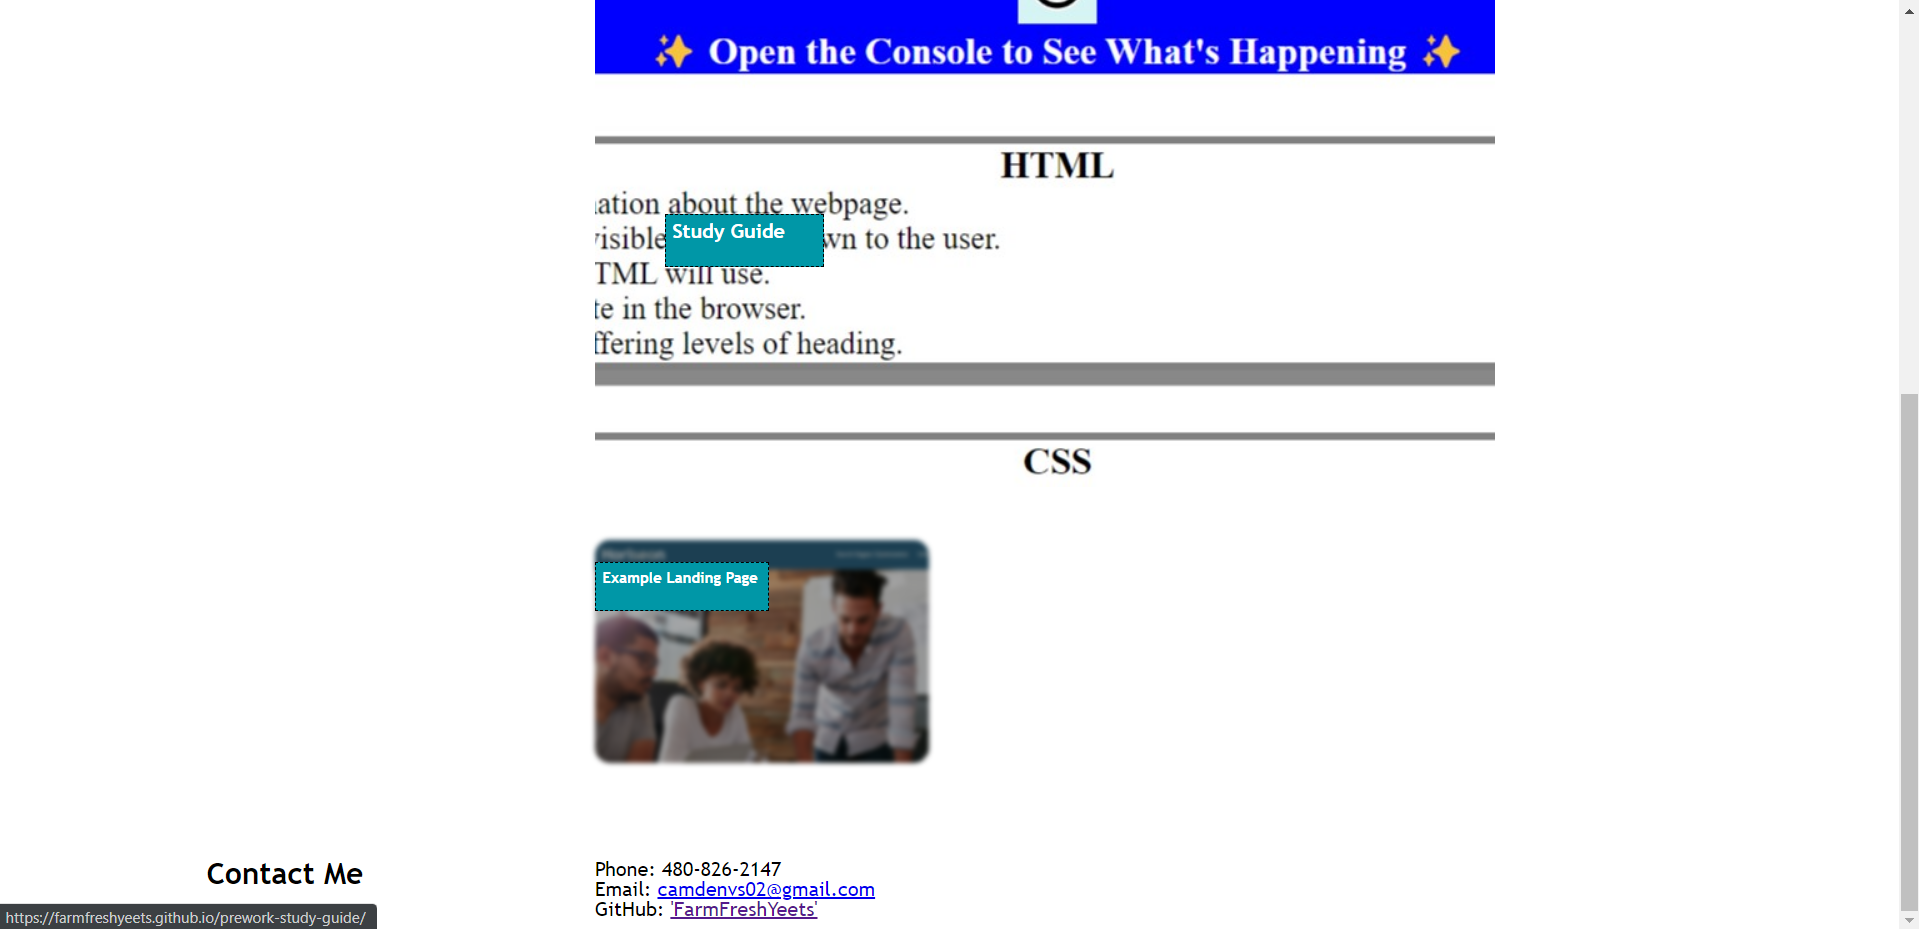 ✨ Open the Console to See What's Happening ✨
HTML
ation about the webpage.
visible wn to the user.
Study Guide
TML will use.
te in the browser.
ffering levels of heading.
CSS
Example Landing Page
Contact Me
Phone: 480-826-2147
Email: camdenvs02@gmail.com
GitHub: 'FarmFreshYeets'
https://farmfreshyeets.github.io/prework-study-guide/